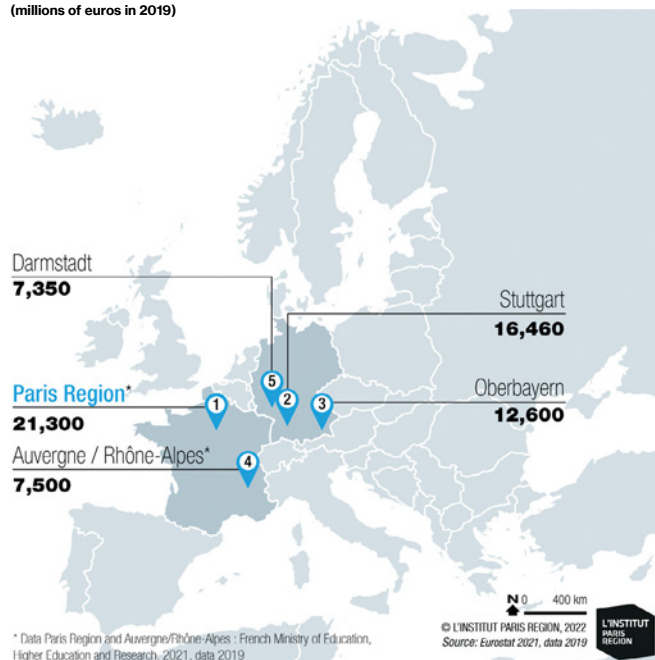 (millions of euros in 2019)
Darmstadt
7,350
Stuttgart
16,460
5
2
Paris Region*
21,300
1
3
Oberbayern
12,600
Auvergne / Rhône-Alpes*
7,500
4
N 0 400 km
© L'INSTITUT PARIS REGION, 2022
Source: Eurostat 2021, data 2019
L'INSTITUT
PARIS
REGION
* Data Paris Region and Auvergne/Rhône-Alpes : French Ministry of Education,
Higher Education and Research, 2021, data 2019